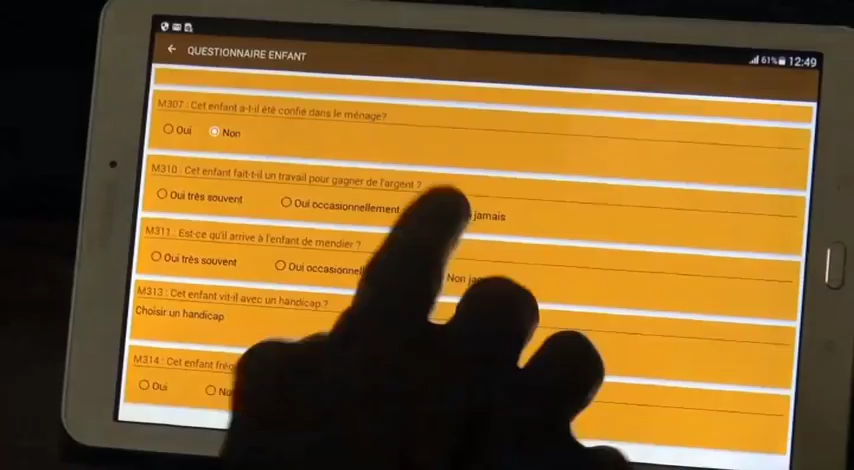 61% 12:49
QUESTIONNAIRE ENFANT
M307 : Cet enfant a-t-il été confié dans le ménage?
Oui Non
M310 : Cet enfant fait-t-il un travail pour gagner de l'argent ?
Oui très souvent Oui occasionnellement jamais
M311 : Est-ce qu'il arrive à l'enfant de mendier ?
Oui très souvent Oui Non
M313 : Cet enfant vit-il avec un handicap ?
Choisir un handicap
M314 : Cet enfant
Oui